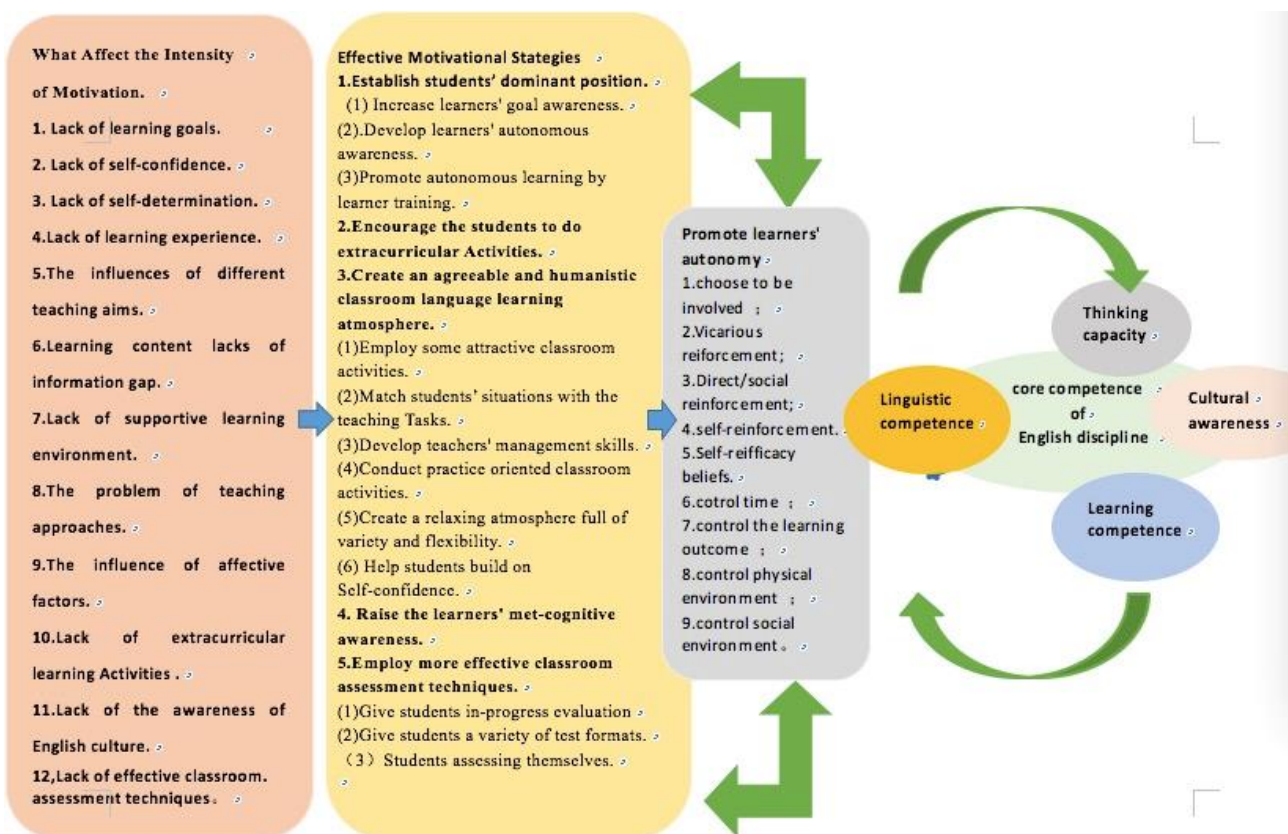 What Affect the Intensity
of Motivation.
1. Lack of learning goals.
2. Lack of self-confidence.
3. Lack of self-determination.
4.Lack of learning experience.
5.The influences of different
teaching aims.
6.Learning content lacks of
information gap.
7.Lack of supportive learning
environment.
8.The problem of teaching
approaches.
9.The influence of affective
factors.
10.Lack of extracurricular
learning Activities .
11.Lack of the awareness of
English culture.
12,Lack of effective classroom.
assessment techniques。
Effective Motivational Stategies
1.Establish students’ dominant position.
(1) Increase learners' goal awareness.
(2).Develop learners' autonomous
awareness.
(3)Promote autonomous learning by
learner training.
2.Encourage the students to do
extracurricular Activities.
3.Create an agreeable and humanistic
classroom language learning
atmosphere.
(1)Employ some attractive classroom
activities.
(2)Match students’ situations with the
teaching Tasks.
(3)Develop teachers' management skills.
(4)Conduct practice oriented classroom
activities.
(5)Create a relaxing atmosphere full of
variety and flexibility.
(6) Help students build on
Self-confidence.
4. Raise the learners’ met-cognitive
awareness.
5.Employ more effective classroom
assessment techniques.
(1)Give students in-progress evaluation
(2)Give students a variety of test formats.
（3）Students assessing themselves.
Promote learners'
autonomy
1.choose to be
involved ；
2.Vicarious
reiforcement;
3.Direct/social
reinforcement;
4.self-reinforcement.
5.Self-reifficacy
beliefs.
6.cotrol time ；
7.control the learning
outcome ；
8.control physical
environment ；
9.control social
environment。
Thinking
capacity
Linguistic
competence
core competence
of
English discipline
Cultural
awareness
Learning
competence